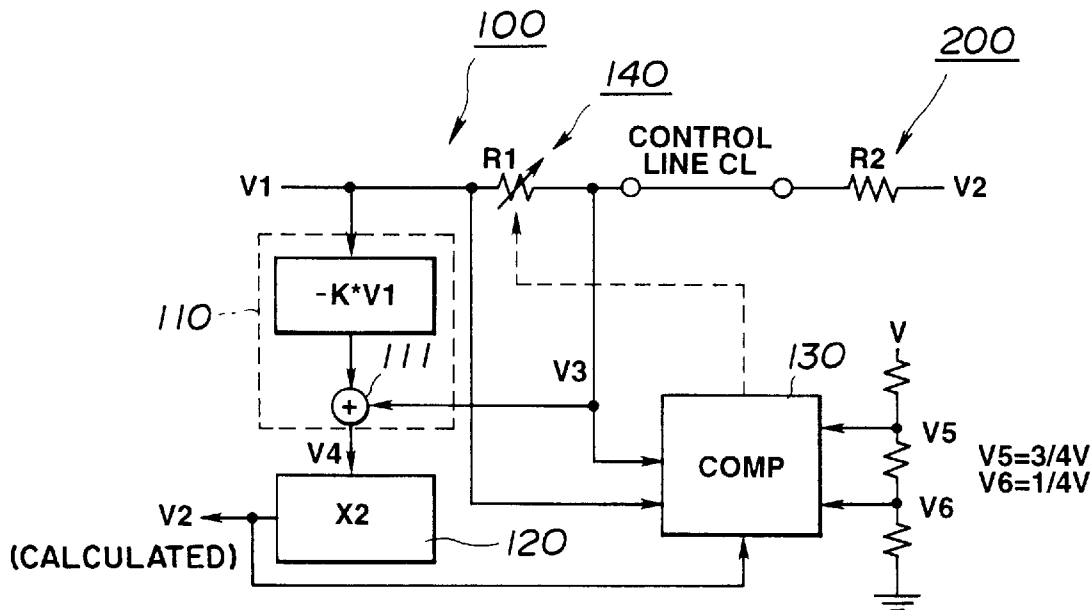 100
140
200
R1
CONTROL
LINE CL
R2
V1
V2
-K*V1
110
111
V3
130
V
+
V4
COMP
V5
V5=3/4V
V6=1/4V
V6
V2
X2
120
(CALCULATED)